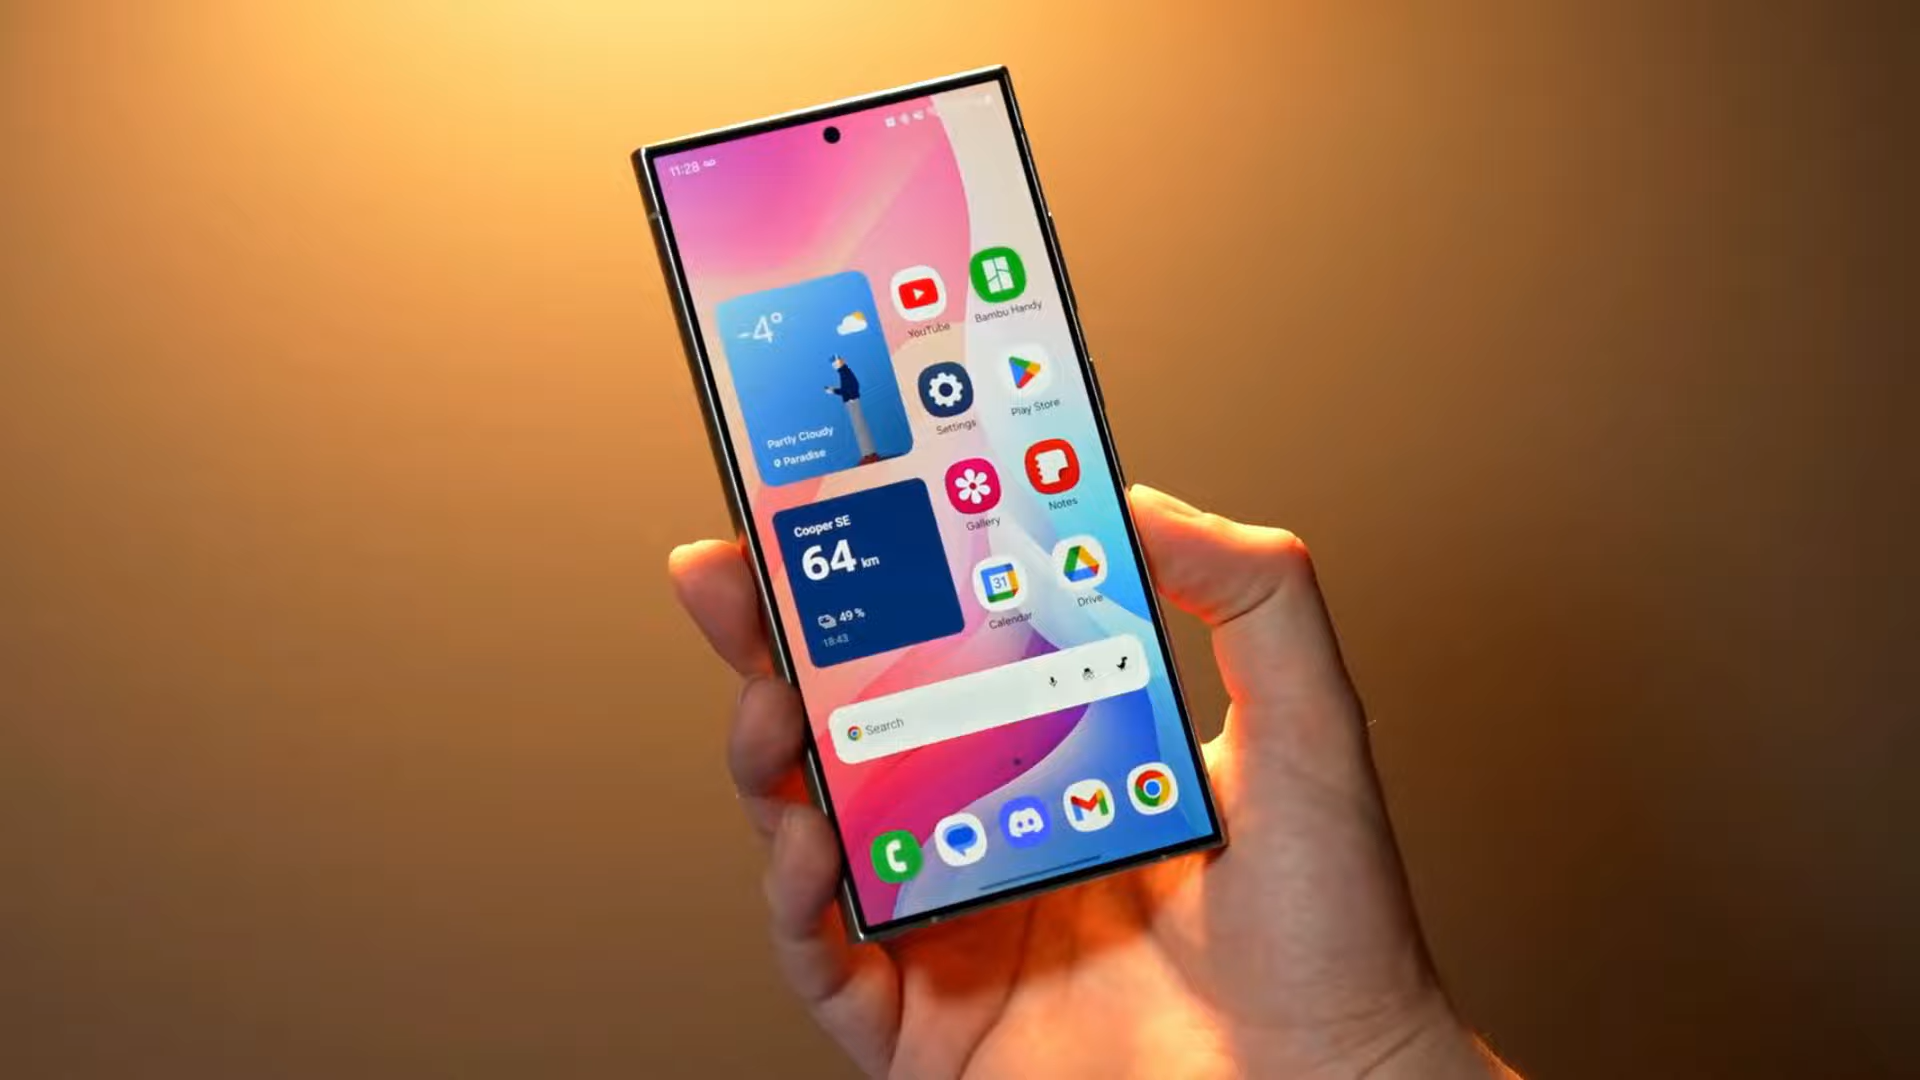 11:28
-4°
Partly Cloudy
Paradise
YouTube
Bambu Handy
Settings
Play Store
Gallery
Notes
Cooper SE
64 km
49 %
18:43
31
Calendar
Drive
Search